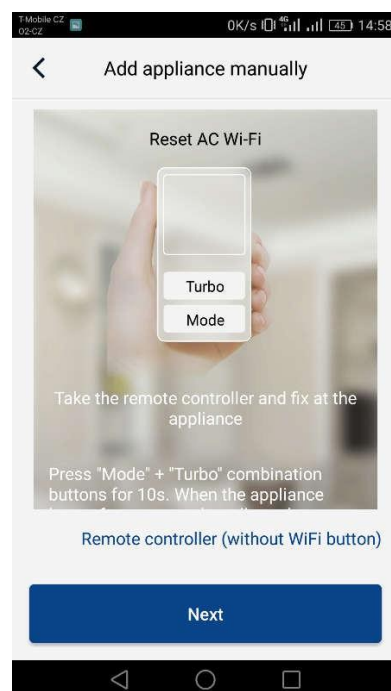 T-Mobile CZ
O2-CZ
0K/s 4G 45 14:58
Add appliance manually
Reset AC Wi-Fi
Turbo
Mode
Take the remote controller and fix at the
appliance
Press "Mode" + "Turbo" combination
buttons for 10s. When the appliance
Remote controller (without WiFi button)
Next